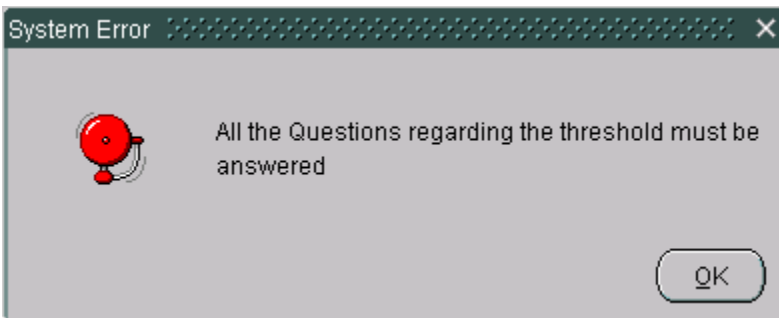 System Error
All the Questions regarding the threshold must be
answered
OK